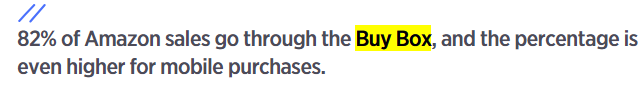 82% of Amazon sales go through the Buy Box, and the percentage is
even higher for mobile purchases.